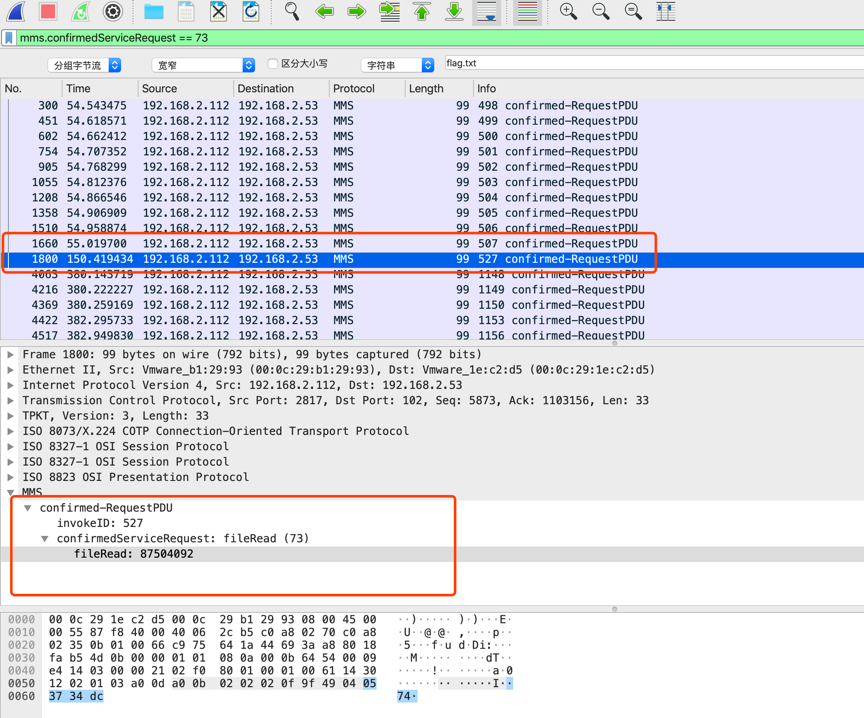 mms.confirmedServiceRequest == 73
分组字节流 宽窄 区分大小写 字符串 flag.txt
No. Time Source Destination Protocol Length Info
300 54.543475 192.168.2.112 192.168.2.53 MMS 99 498 confirmed-RequestPDU
451 54.618571 192.168.2.112 192.168.2.53 MMS 99 499 confirmed-RequestPDU
602 54.662412 192.168.2.112 192.168.2.53 MMS 99 500 confirmed-RequestPDU
754 54.707352 192.168.2.112 192.168.2.53 MMS 99 501 confirmed-RequestPDU
905 54.768299 192.168.2.112 192.168.2.53 MMS 99 502 confirmed-RequestPDU
1055 54.812376 192.168.2.112 192.168.2.53 MMS 99 503 confirmed-RequestPDU
1208 54.866546 192.168.2.112 192.168.2.53 MMS 99 504 confirmed-RequestPDU
1358 54.906909 192.168.2.112 192.168.2.53 MMS 99 505 confirmed-RequestPDU
1510 54.958874 192.168.2.112 192.168.2.53 MMS 99 506 confirmed-RequestPDU
1660 55.019700 192.168.2.112 192.168.2.53 MMS 99 507 confirmed-RequestPDU
1800 150.419434 192.168.2.112 192.168.2.53 MMS 99 527 confirmed-RequestPDU
4063 380.143719 192.168.2.112 192.168.2.53 MMS 99 1148 confirmed-RequestPDU
4216 380.222227 192.168.2.112 192.168.2.53 MMS 99 1149 confirmed-RequestPDU
4369 380.259169 192.168.2.112 192.168.2.53 MMS 99 1150 confirmed-RequestPDU
4422 382.295733 192.168.2.112 192.168.2.53 MMS 99 1153 confirmed-RequestPDU
4517 382.949830 192.168.2.112 192.168.2.53 MMS 99 1156 confirmed-RequestPDU
Frame 1800: 99 bytes on wire (792 bits), 99 bytes captured (792 bits)
Ethernet II, Src: Vmware_b1:29:93 (00:0c:29:b1:29:93), Dst: Vmware_1e:c2:d5 (00:0c:29:1e:c2:d5)
Internet Protocol Version 4, Src: 192.168.2.112, Dst: 192.168.2.53
Transmission Control Protocol, Src Port: 2817, Dst Port: 102, Seq: 5873, Ack: 1103156, Len: 33
TPKT, Version: 3, Length: 33
ISO 8073/X.224 COTP Connection-Oriented Transport Protocol
ISO 8327-1 OSI Session Protocol
ISO 8327-1 OSI Session Protocol
ISO 8823 OSI Presentation Protocol
MMS
confirmed-RequestPDU
invokeID: 527
confirmedServiceRequest: fileRead (73)
fileRead: 87504092
0000 00 0c 29 1e c2 d5 00 0c 29 b1 29 93 08 00 45 00 ··)····· )·)···E·
0010 00 55 87 f8 40 00 40 06 2c b5 c0 a8 02 70 c0 a8 ·U··@·@· ,····p··
0020 02 35 0b 01 00 66 c9 75 64 1a 44 69 3a a8 80 18 ·5···f·u d·Di:···
0030 fa b5 4d 0b 00 00 01 01 08 0a 00 0b 64 54 00 09 ··M····· ····dT··
0040 e4 14 03 00 00 21 02 f0 80 01 00 01 00 61 14 30 ·····!·· ·····a·0
0050 12 02 01 03 a0 0d a0 0b 02 02 02 0f 9f 49 04 05 ········ ·····I··
0060 37 34 dc 74·